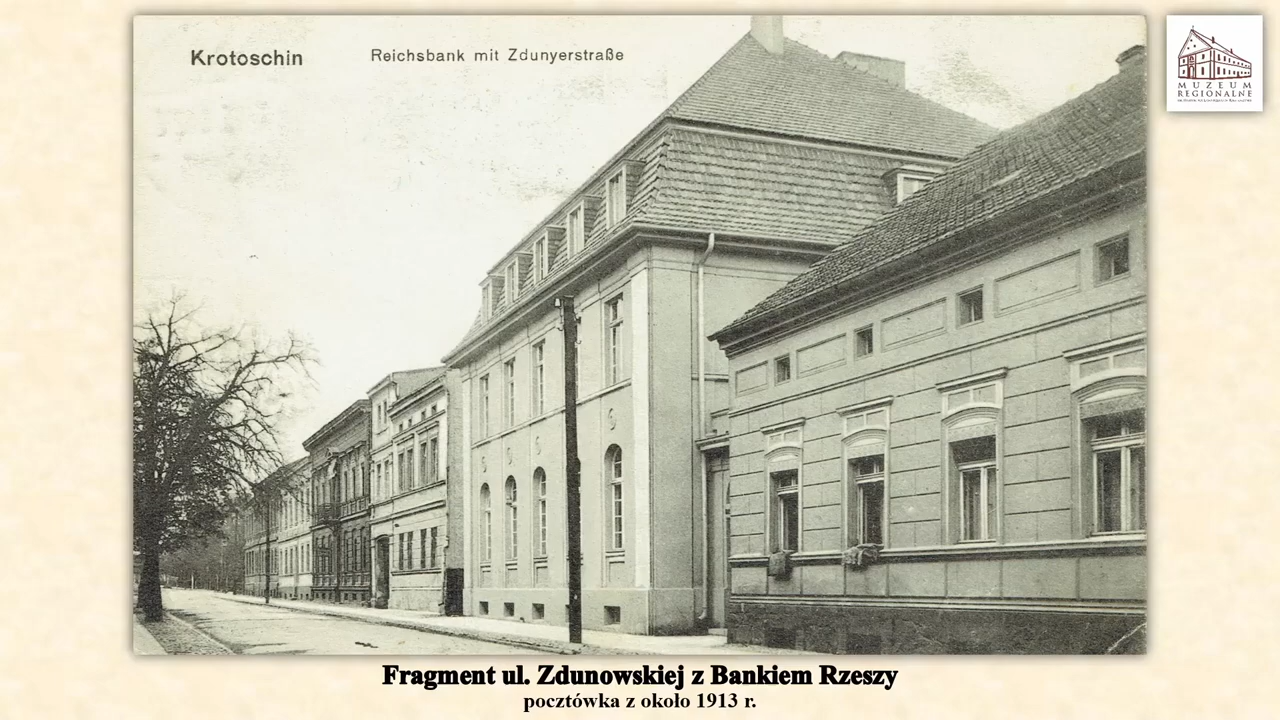 Krotoschin
Reichsbank mit Zdunyerstraße
MUZEUM
REGIONALNE
Fragment ul. Zdunowskiej z Bankiem Rzeszy
pocztówka z około 1913 r.